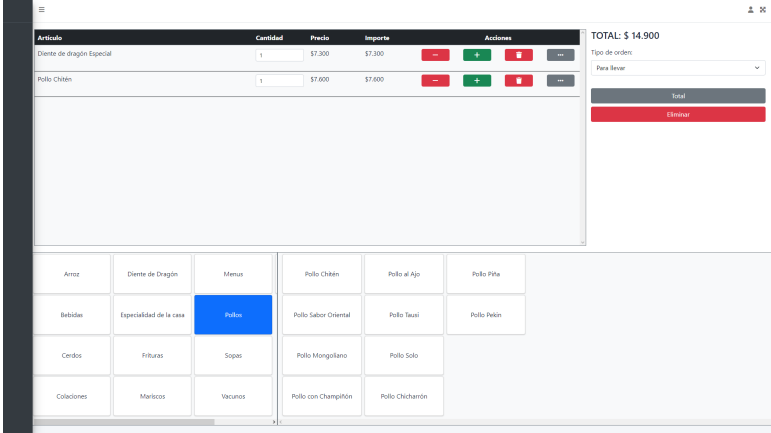 Artículo Cantidad Precio Importe Acciones
Diente de dragón Especial 1 $7.300 $7.300
Pollo Chitén 1 $7.600 $7.600
TOTAL: $ 14.900
Tipo de orden:
Para llevar
Total
Eliminar
Arroz Diente de Dragón Menus
Bebidas Especialidad de la casa Pollos
Cerdos Frituras Sopas
Colaciones Mariscos Vacunos
Pollo Chitén Pollo al Ajo Pollo Piña
Pollo Sabor Oriental Pollo Tausi Pollo Pekin
Pollo Mongoliano Pollo Solo
Pollo con Champiñón Pollo Chicharrón